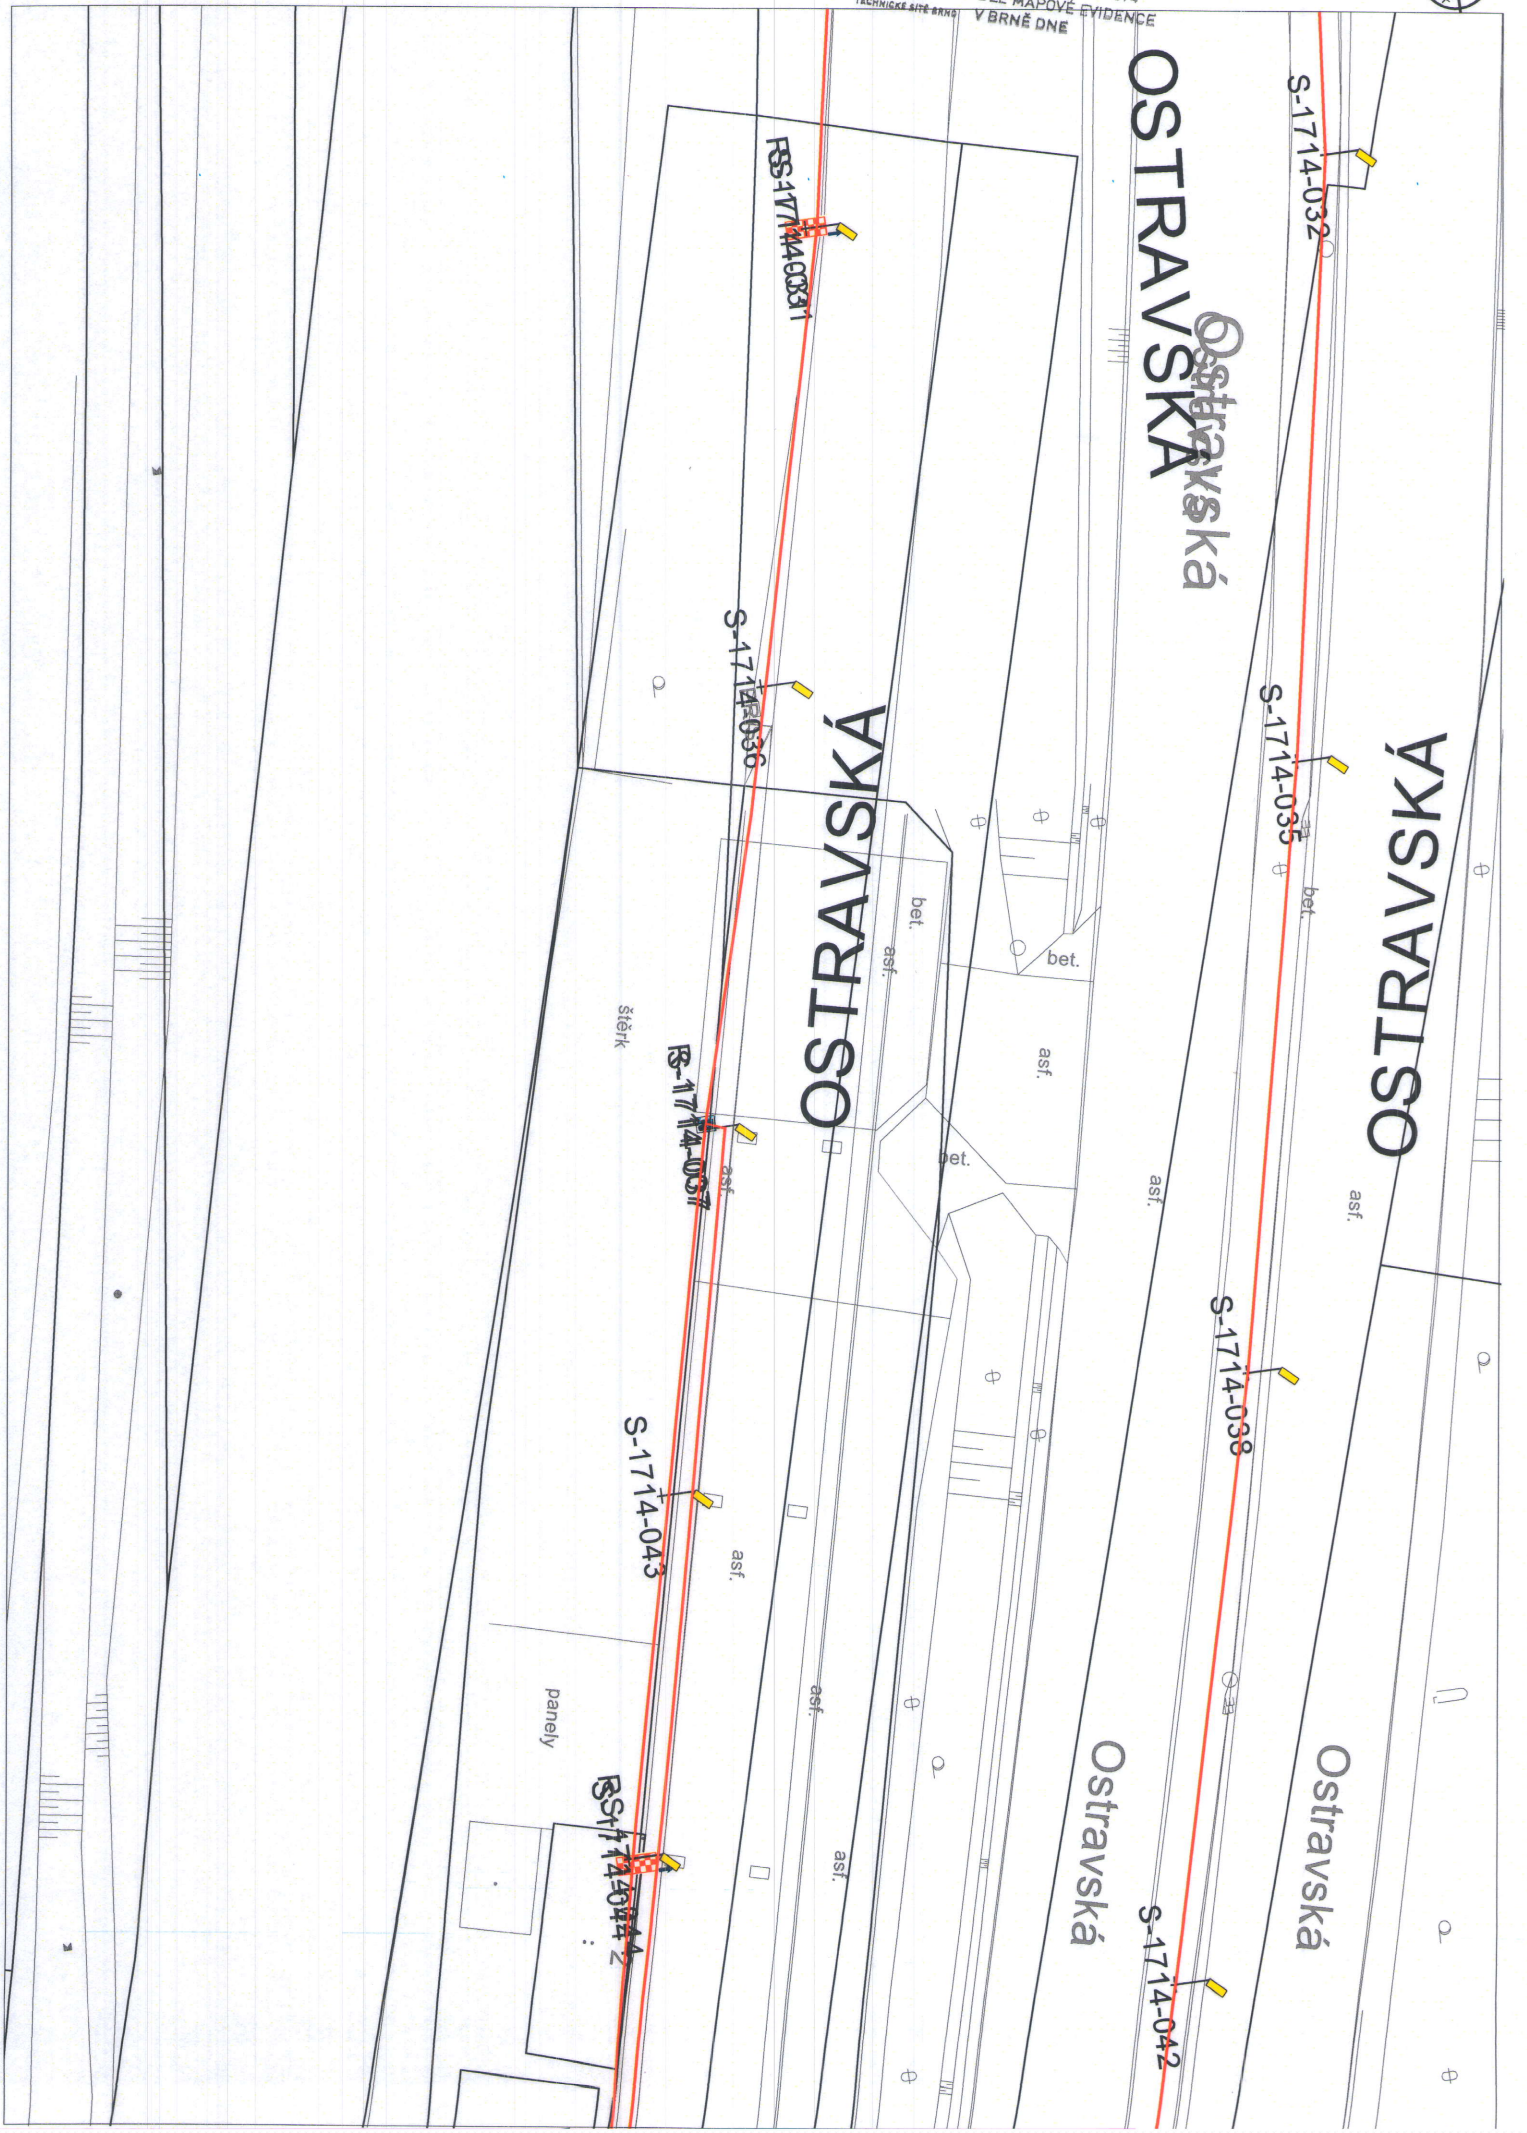 MAPOVÉ EVIDENCE
TECHNICKÉ SÍTĚ BRNO
V BRNĚ DNE
OSTRAVSKÁ
S-1714-032
Ostravská
S-1714-036
OSTRAVSKÁ
S-1714-035
OSTRAVSKÁ
bet.
bet.
asf.
bet.
štěrk
asf.
bet.
asf.
asf.
asf.
S-1714-038
S-1714-043
asf.
panely
asf.
asf.
Ostravská
Ostravská
S-1714-042